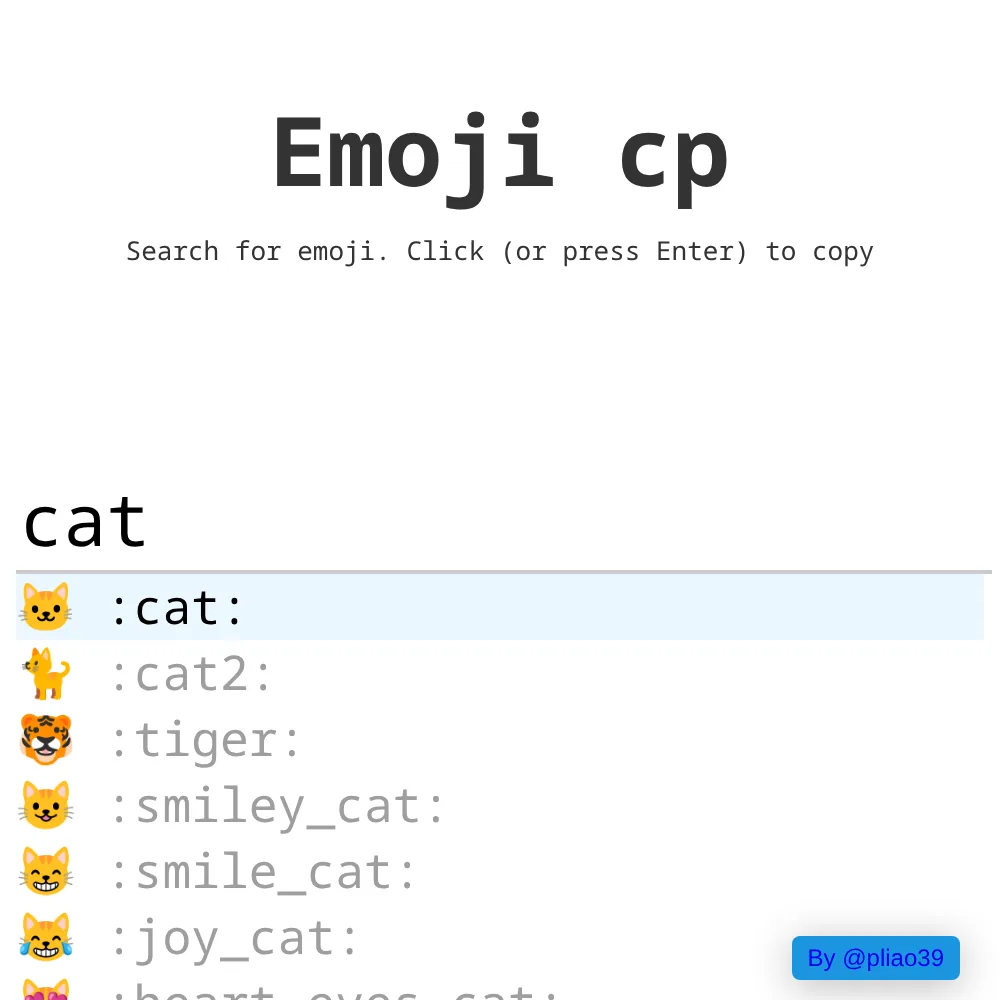 Emoji cp
Search for emoji. Click (or press Enter) to copy
cat
:cat:
:cat2:
:tiger:
:smiley_cat:
:smile_cat:
:joy_cat:
:heart_eyes_cat:
By @pliao39